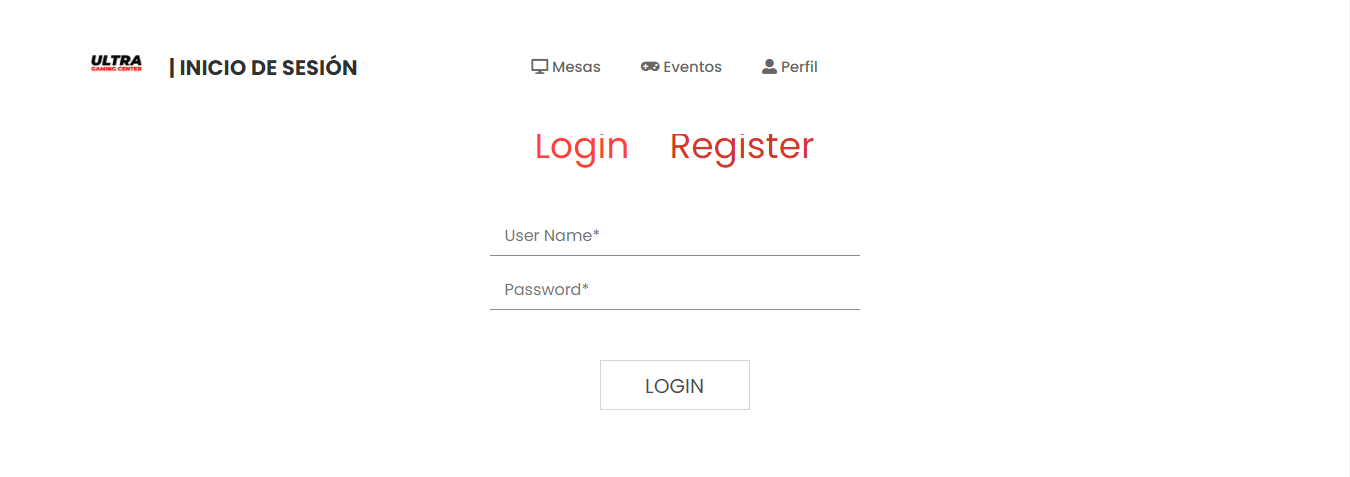 ULTRA
GAMING CENTER
| INICIO DE SESIÓN
Mesas
Eventos
Perfil
Login
Register
User Name*
Password*
LOGIN